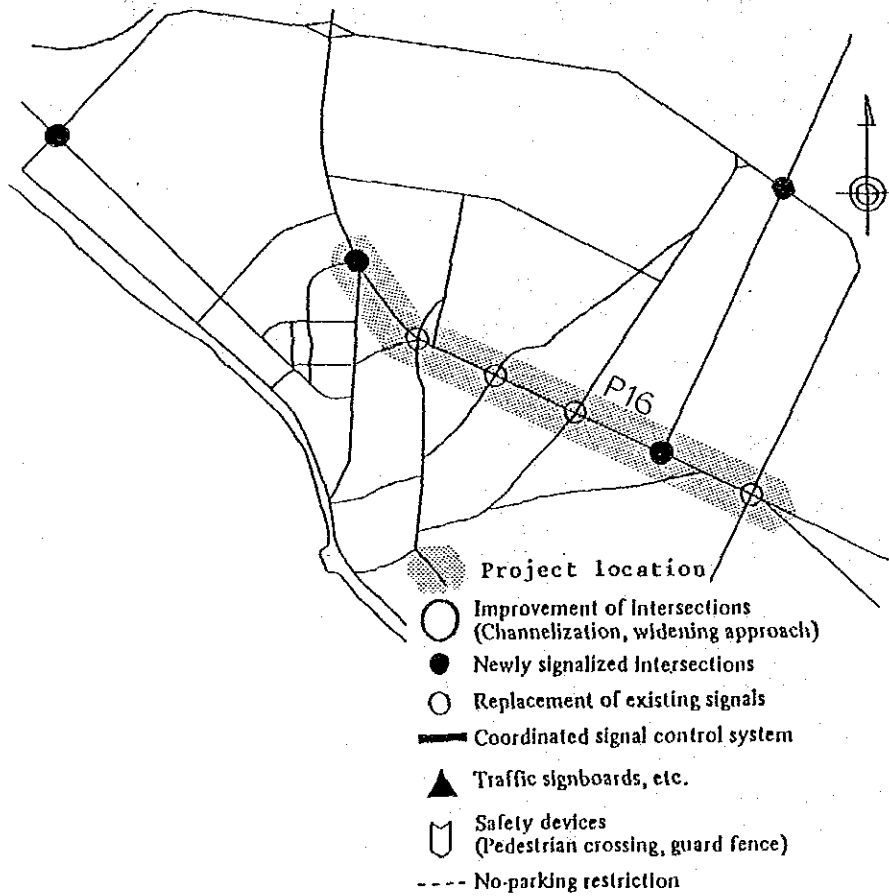 P16
Project location
Improvement of intersections
(Channelization, widening approach)
Newly signalized intersections
Replacement of existing signals
Coordinated signal control system
Traffic signboards, etc.
Safety devices
(Pedestrian crossing, guard fence)
No-parking restriction